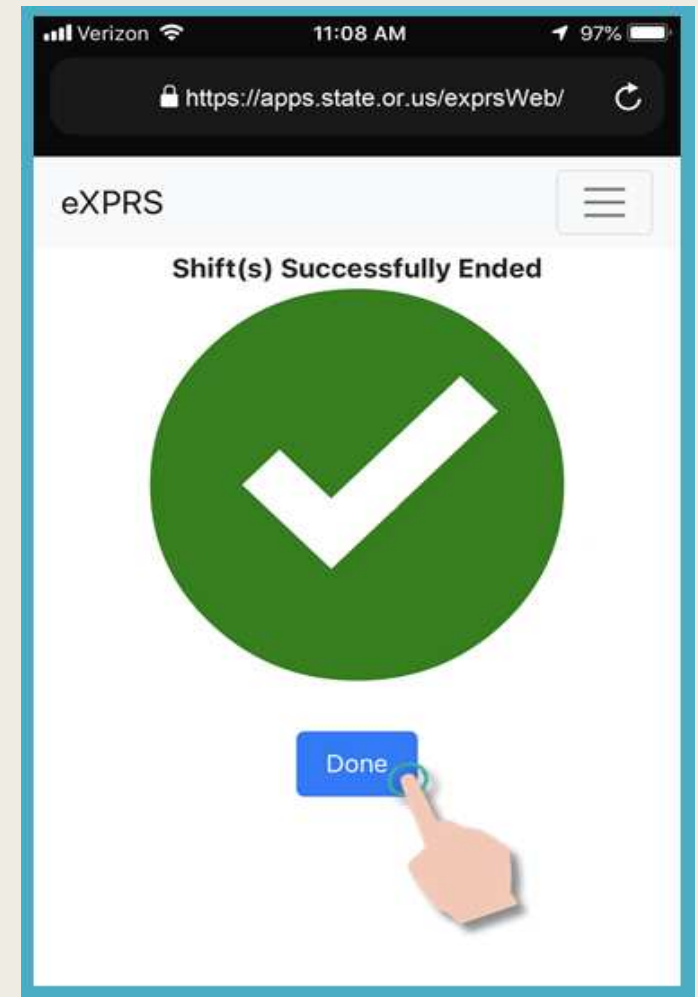 Verizon 11:08 AM 97%
https://apps.state.or.us/exprsWeb/
eXPRS
Shift(s) Successfully Ended
Done